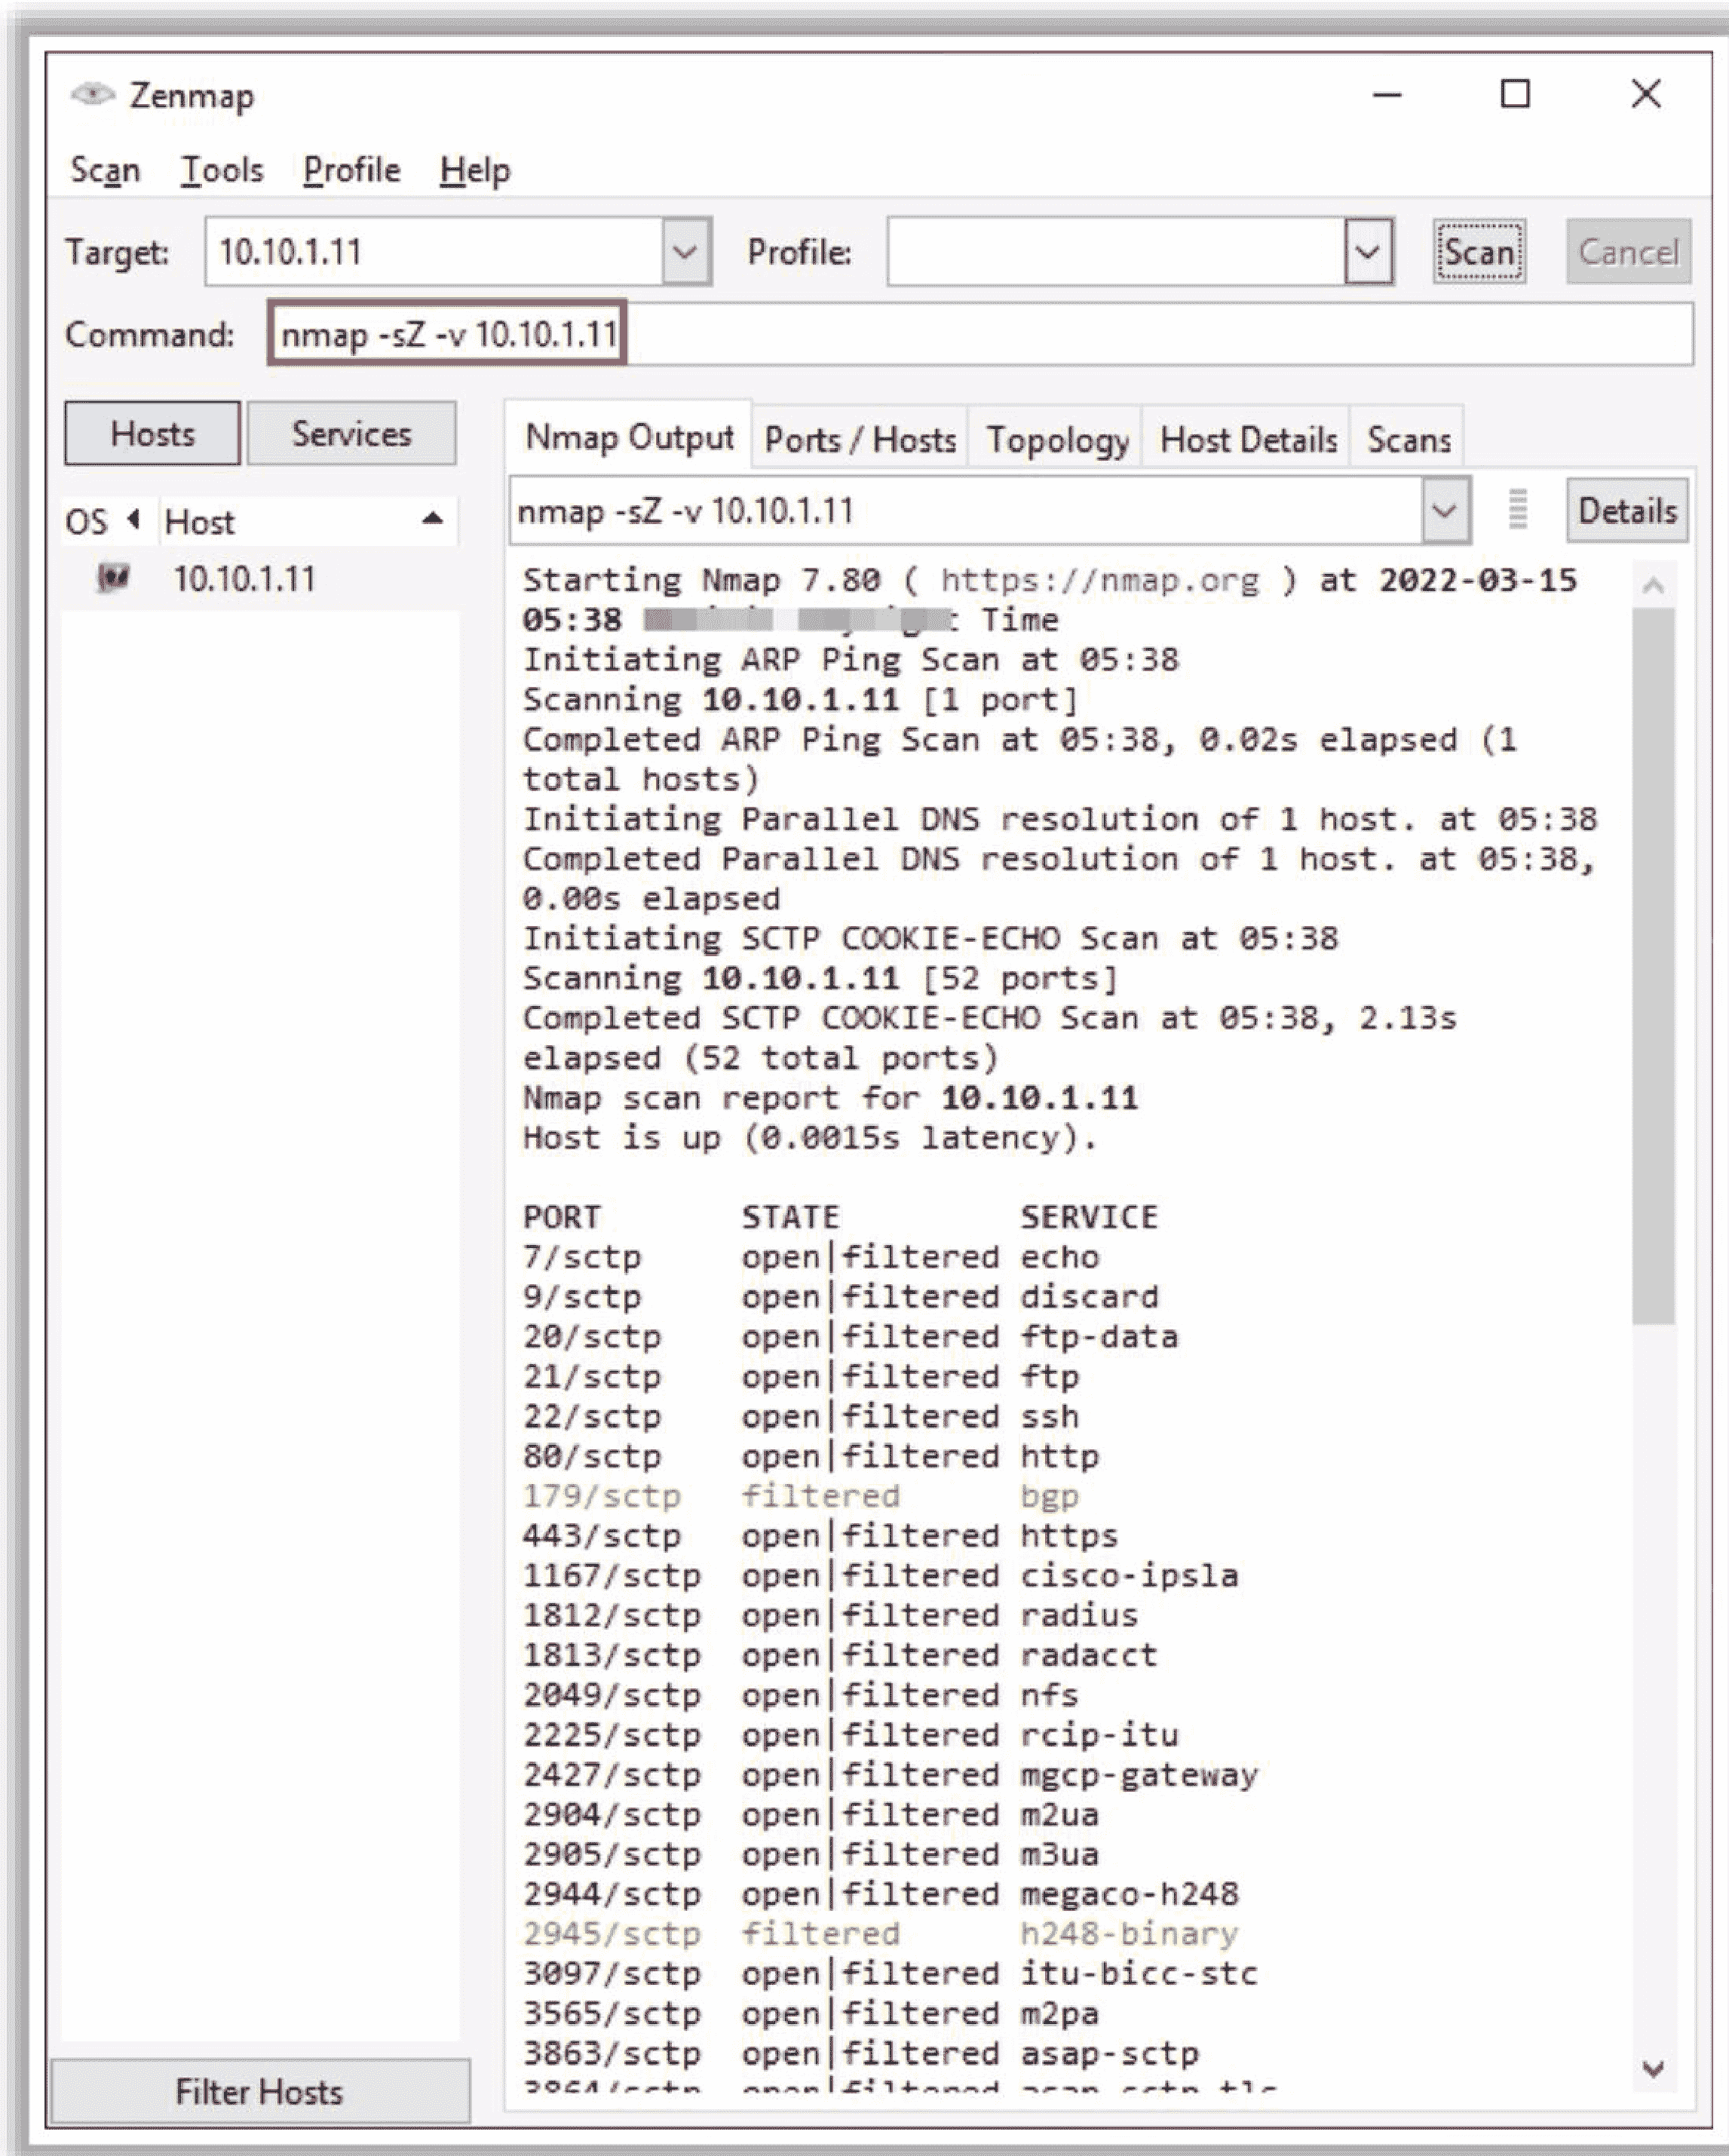 Zenmap
Scan Tools Profile Help
Target: 10.10.1.11 Profile: Scan Cancel
Command: nmap -sZ -v 10.10.1.11
Hosts Services
Nmap Output Ports / Hosts Topology Host Details Scans
OS Host
10.10.1.11
nmap -sZ -v 10.10.1.11 Details
Starting Nmap 7.80 ( https://nmap.org ) at 2022-03-15
05:38 Time
Initiating ARP Ping Scan at 05:38
Scanning 10.10.1.11 [1 port]
Completed ARP Ping Scan at 05:38, 0.02s elapsed (1
total hosts)
Initiating Parallel DNS resolution of 1 host. at 05:38
Completed Parallel DNS resolution of 1 host. at 05:38,
0.00s elapsed
Initiating SCTP COOKIE-ECHO Scan at 05:38
Scanning 10.10.1.11 [52 ports]
Completed SCTP COOKIE-ECHO Scan at 05:38, 2.13s
elapsed (52 total ports)
Nmap scan report for 10.10.1.11
Host is up (0.0015s latency).
PORT STATE SERVICE
7/sctp open|filtered echo
9/sctp open|filtered discard
20/sctp open|filtered ftp-data
21/sctp open|filtered ftp
22/sctp open|filtered ssh
80/sctp open|filtered http
179/sctp filtered bgp
443/sctp open|filtered https
1167/sctp open|filtered cisco-ipsla
1812/sctp open|filtered radius
1813/sctp open|filtered radacct
2049/sctp open|filtered nfs
2225/sctp open|filtered rcip-itu
2427/sctp open|filtered mgcp-gateway
2904/sctp open|filtered m2ua
2905/sctp open|filtered m3ua
2944/sctp open|filtered megaco-h248
2945/sctp filtered h248-binary
3097/sctp open|filtered itu-bicc-stc
3565/sctp open|filtered m2pa
3863/sctp open|filtered asap-sctp
3864/sctp open|filtered asap-sctp-tls
Filter Hosts